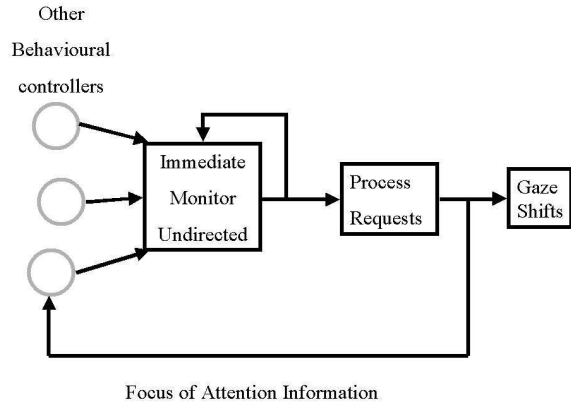 Other
Behavioural
controllers
Immediate
Monitor
Undirected
Process
Requests
Gaze
Shifts
Focus of Attention Information